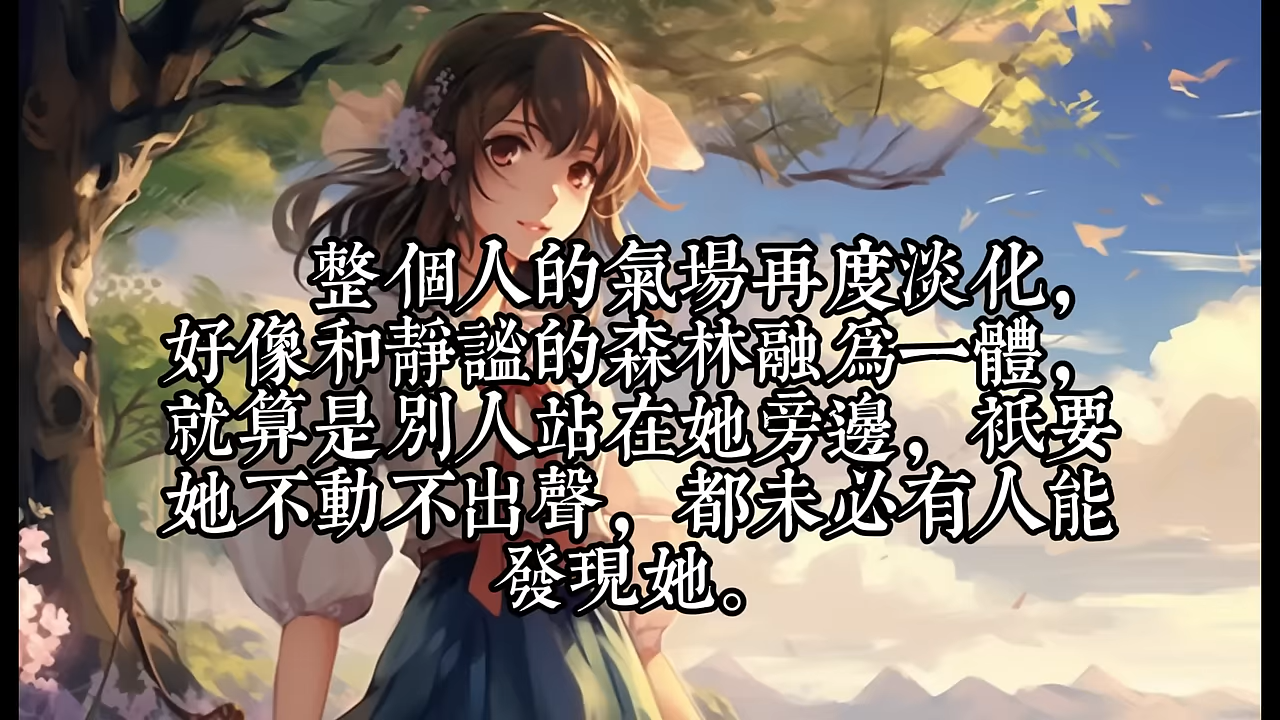 整個人的氣場再度淡化，
好像和靜謐的森林融爲一體，
就算是別人站在她旁邊，祇要
她不動不出聲，都未必有人能
發現她。